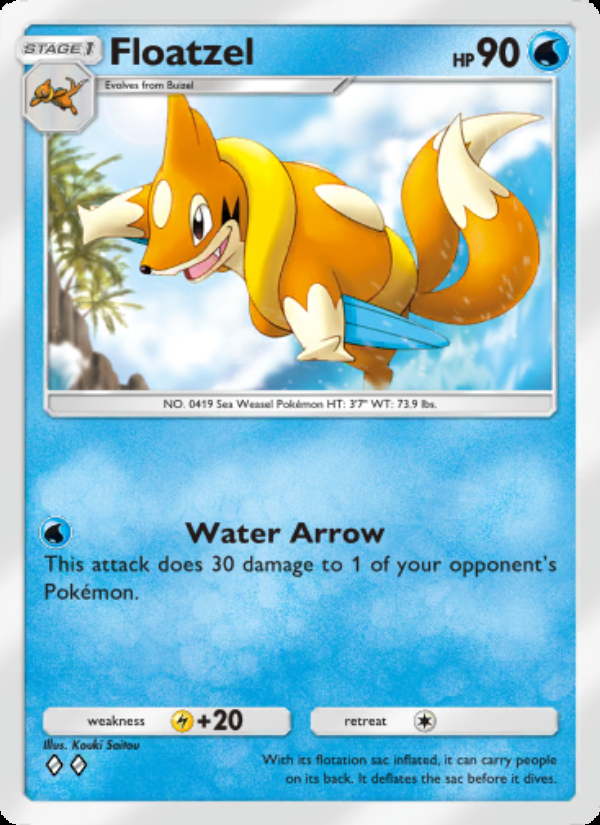 STAGE 1
Floatzel
HP 90
Evolves from Buizel
NO. 0419 Sea Weasel Pokémon HT: 3'7" WT: 73.9 lbs.
Water Arrow
This attack does 30 damage to 1 of your opponent's
Pokémon.
weakness +20
retreat
Illus. Kouki Saitou
With its flotation sac inflated, it can carry people
on its back. It deflates the sac before it dives.